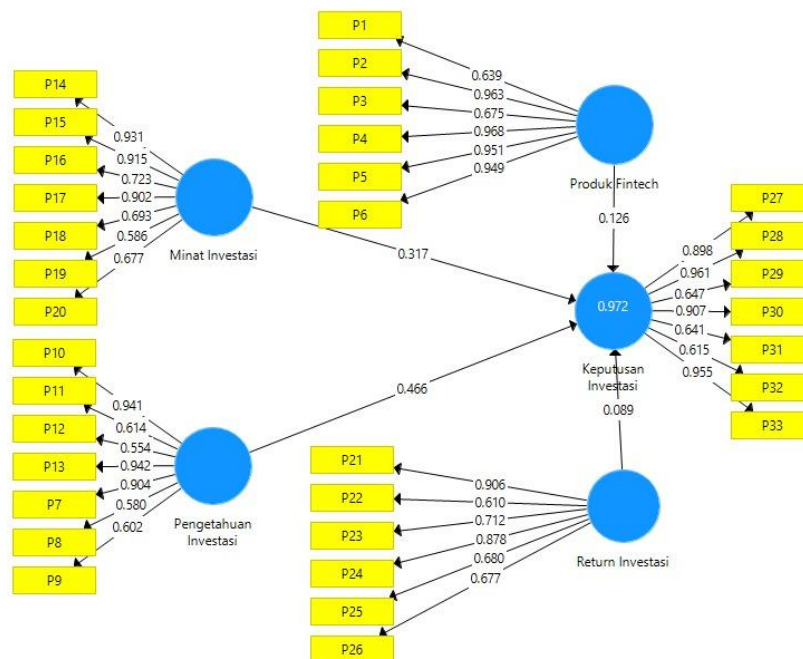 P1
P2
P3
P4
P5
P6
0.639
0.963
0.675
0.968
0.951
0.949
Produk Fintech
0.126
P14
P15
P16
P17
P18
P19
P20
0.931
0.915
0.723
0.902
0.693
0.586
0.677
Minat Investasi
0.317
P27
P28
P29
P30
P31
P32
P33
0.898
0.961
0.647
0.907
0.641
0.615
0.955
0.972
Keputusan
Investasi
P10
P11
P12
P13
P7
P8
P9
0.941
0.614
0.554
0.942
0.904
0.580
0.602
Pengetahuan
Investasi
0.466
0.089
P21
P22
P23
P24
P25
P26
0.906
0.610
0.712
0.878
0.680
0.677
Return Investasi